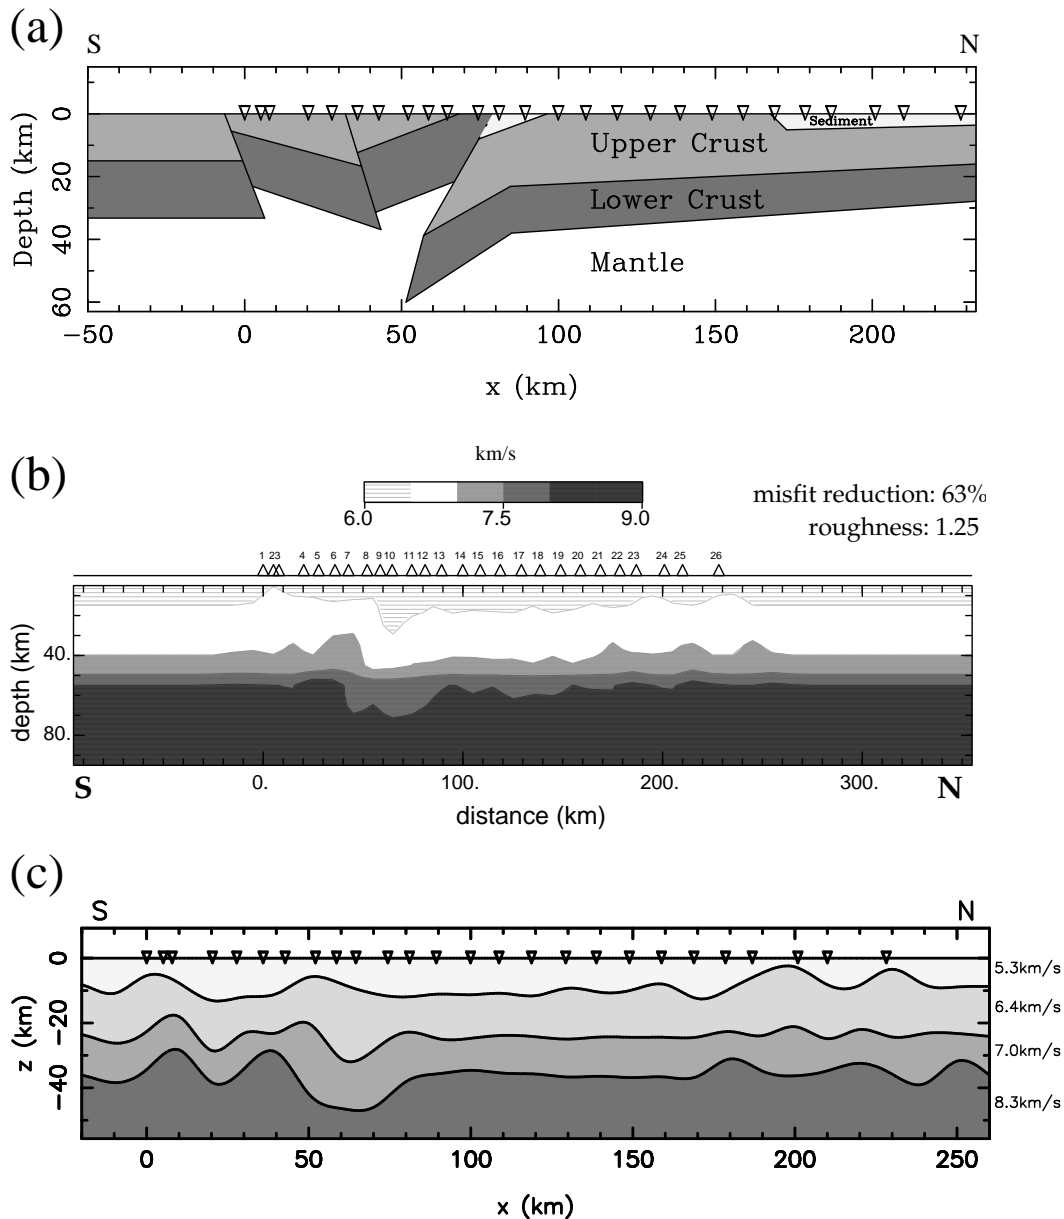 (a)
S N
Depth (km)
0
20
40
60
Sediment
Upper Crust
Lower Crust
Mantle
−50 0 50 100 150 200
x (km)
(b)
km/s
6.0 7.5 9.0
misfit reduction: 63%
roughness: 1.25
1 2 3 4 5 6 7 8 9 10 11 12 13 14 15 16 17 18 19 20 21 22 23 24 25 26
depth (km)
40.
80.
S N
0. 100. 200. 300.
distance (km)
(c)
S N
z (km)
0
−20
−40
5.3km/s
6.4km/s
7.0km/s
8.3km/s
0 50 100 150 200 250
x (km)